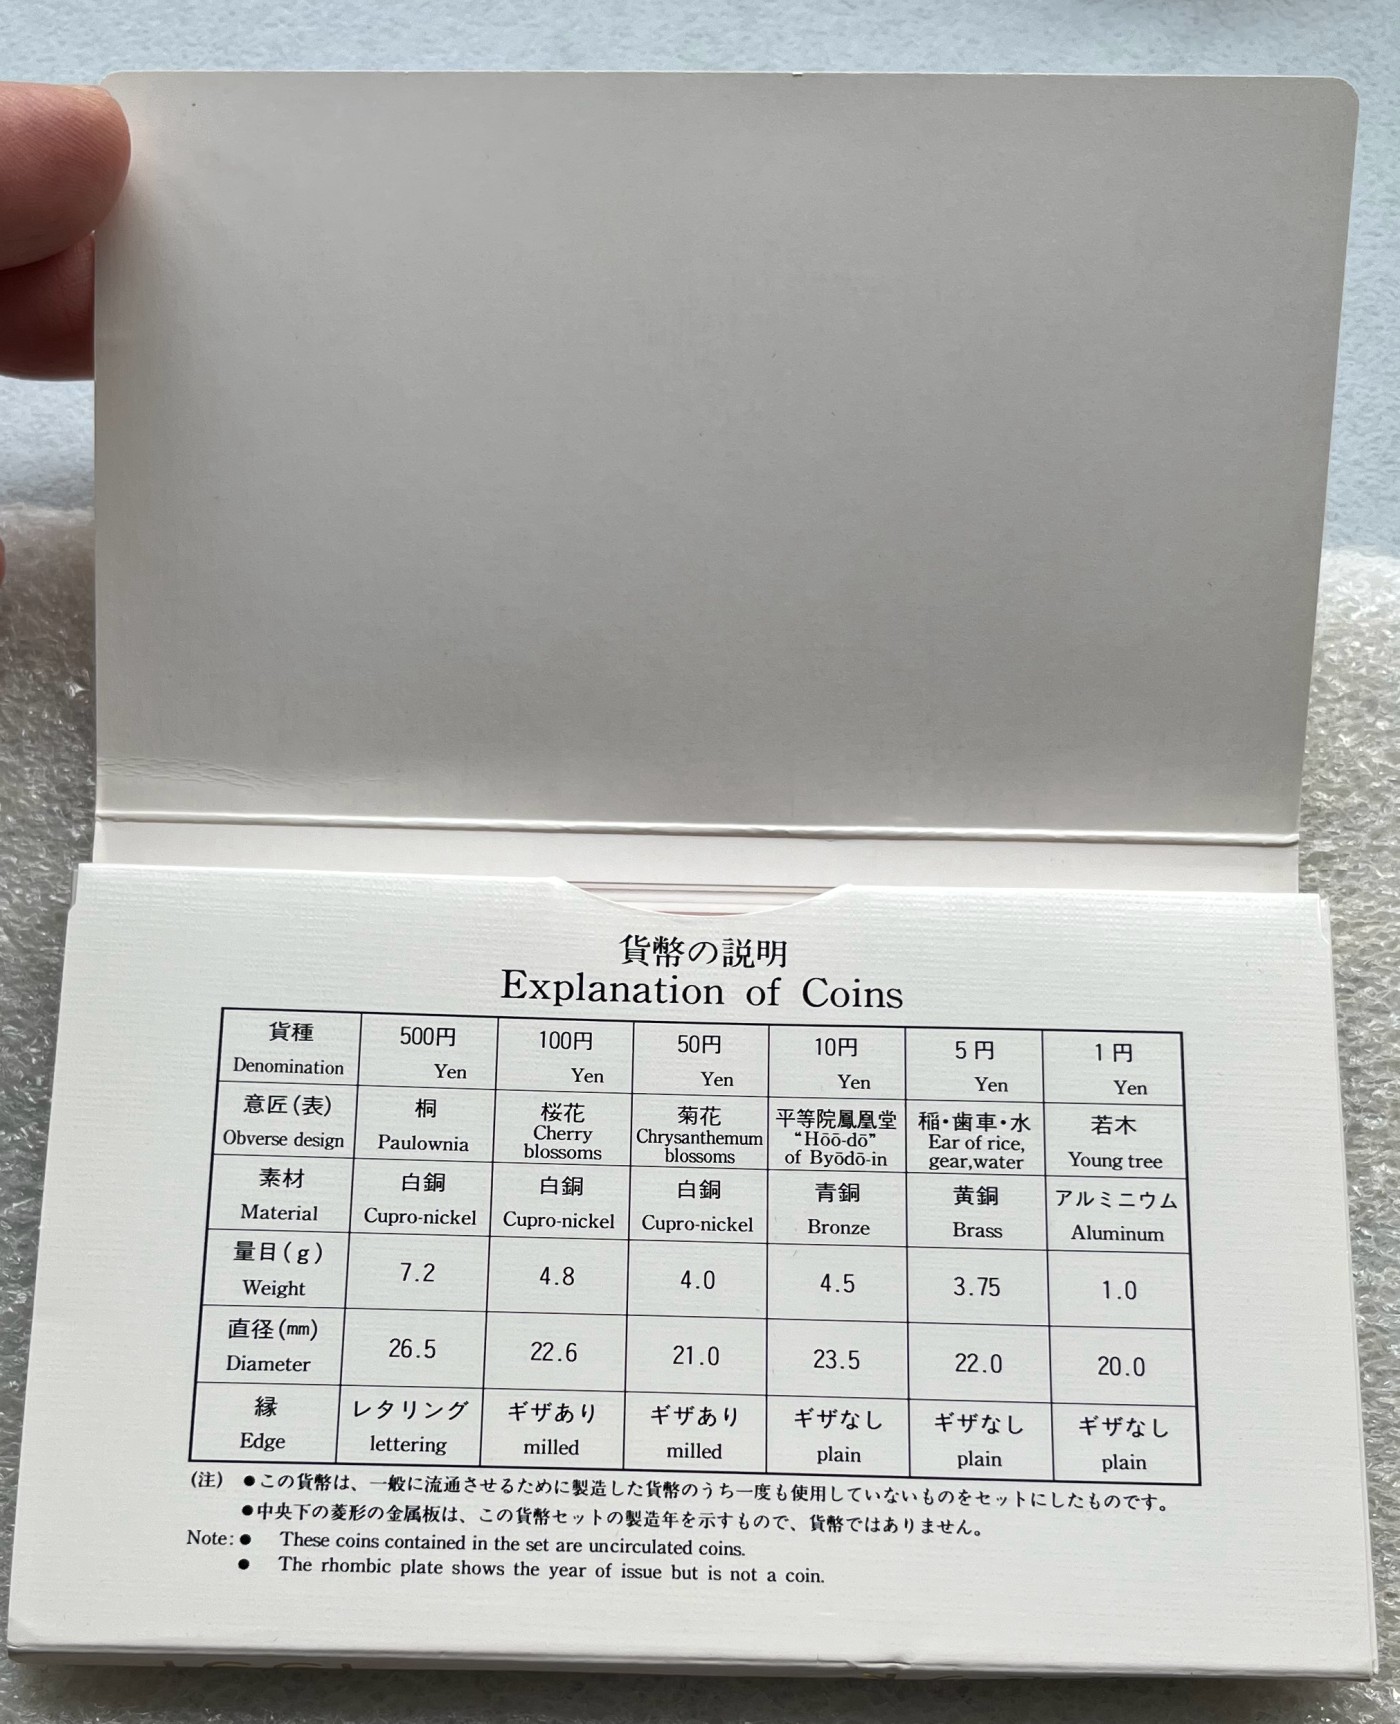 貨幣の説明
Explanation of Coins
貨種 500円 100円 50円 10円 5円 1円
Denomination Yen Yen Yen Yen Yen Yen
意匠(表) 桐 桜花 菊花 平等院鳳凰堂 稲・歯車・水 若木
Obverse design Paulownia Cherry blossoms Chrysanthemum blossoms “Hōō-dō” of Byōdō-in Ear of rice, gear,water Young tree
素材 白銅 白銅 白銅 青銅 黄銅 アルミニウム
Material Cupro-nickel Cupro-nickel Cupro-nickel Bronze Brass Aluminum
量目(g)
Weight 7.2 4.8 4.0 4.5 3.75 1.0
直径(㎜)
Diameter 26.5 22.6 21.0 23.5 22.0 20.0
縁 レタリング ギザあり ギザあり ギザなし ギザなし ギザなし
Edge lettering milled milled plain plain plain
(注) ●この貨幣は、一般に流通させるために製造した貨幣のうち一度も使用していないものをセットにしたものです。
●中央下の菱形の金属板は、この貨幣セットの製造年を示すもので、貨幣ではありません。
Note: ● These coins contained in the set are uncirculated coins.
● The rhombic plate shows the year of issue but is not a coin.